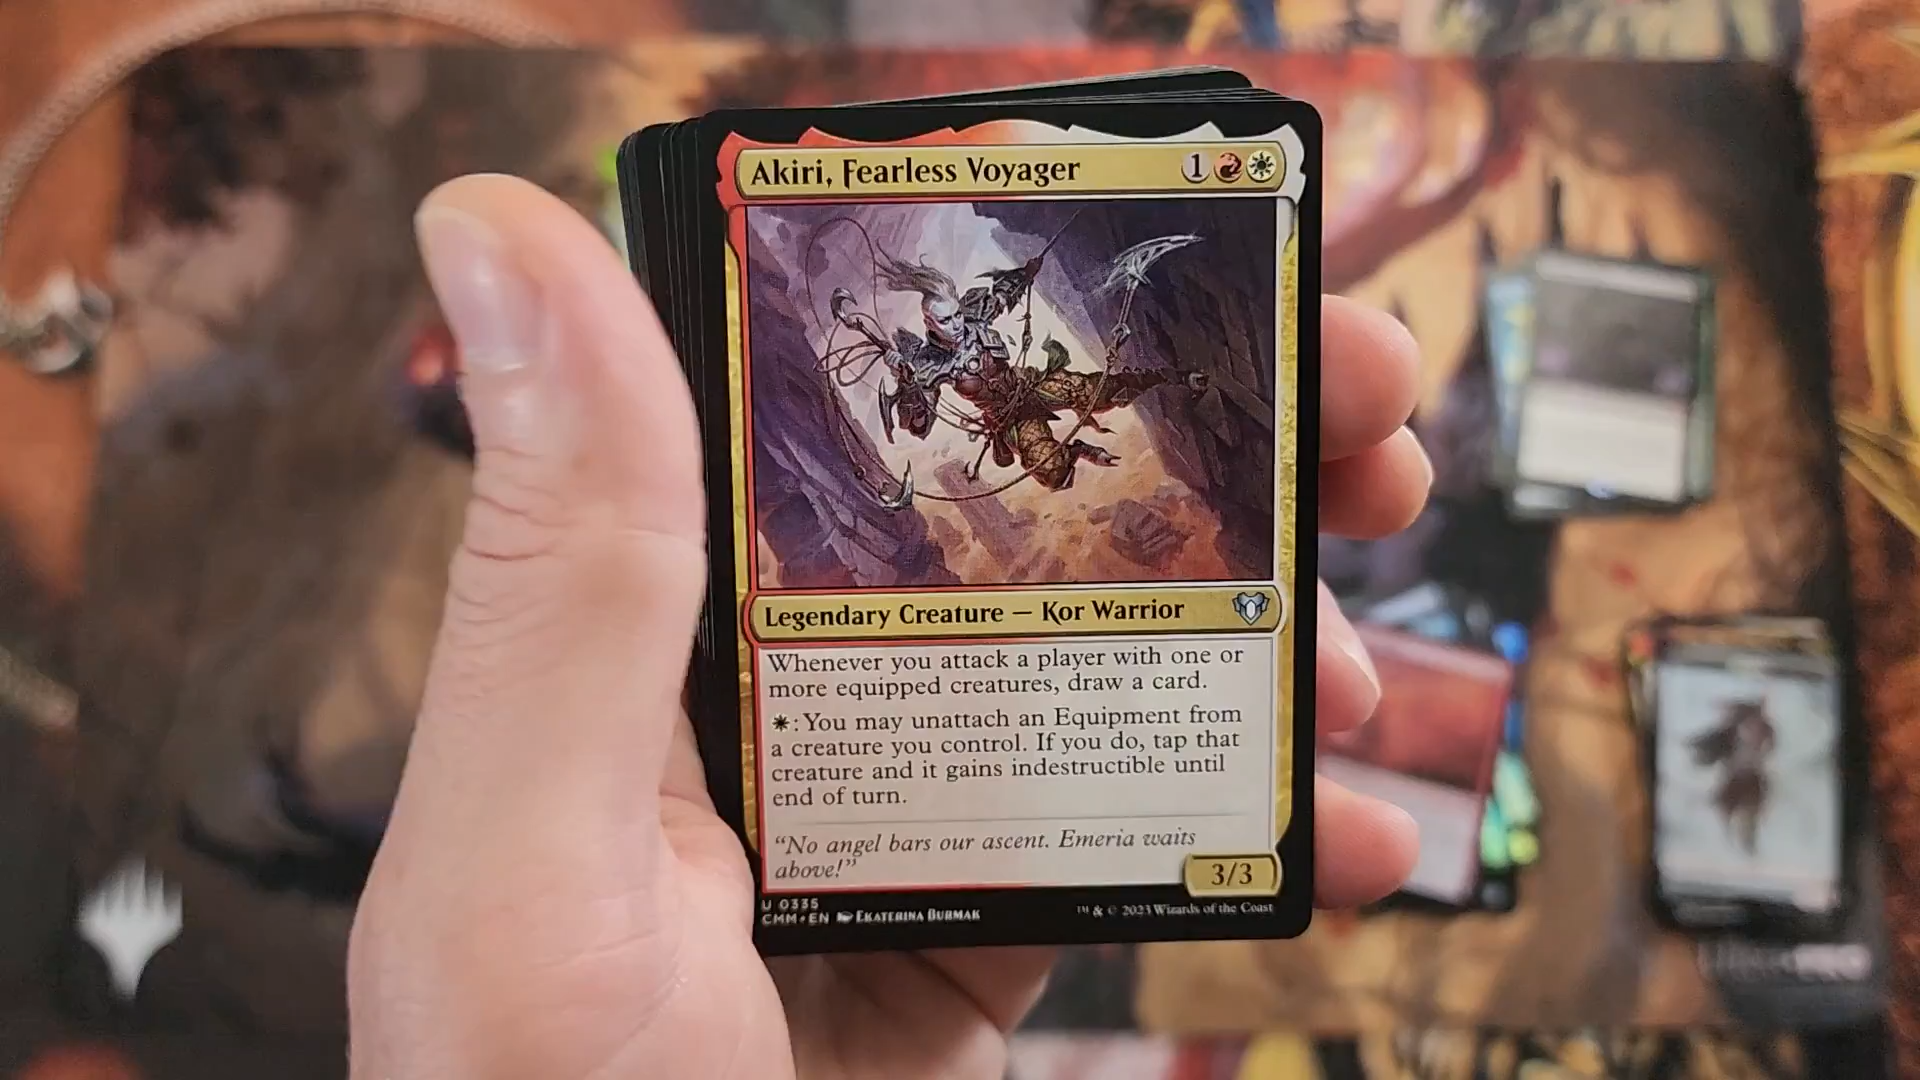 Akiri, Fearless Voyager 1
Legendary Creature — Kor Warrior
Whenever you attack a player with one or
more equipped creatures, draw a card.
: You may unattach an Equipment from
a creature you control. If you do, tap that
creature and it gains indestructible until
end of turn.
“No angel bars our ascent. Emeria waits
above!”
3/3
U 0335
CMM • EN EKATERINA BURMAK
™ & © 2023 Wizards of the Coast